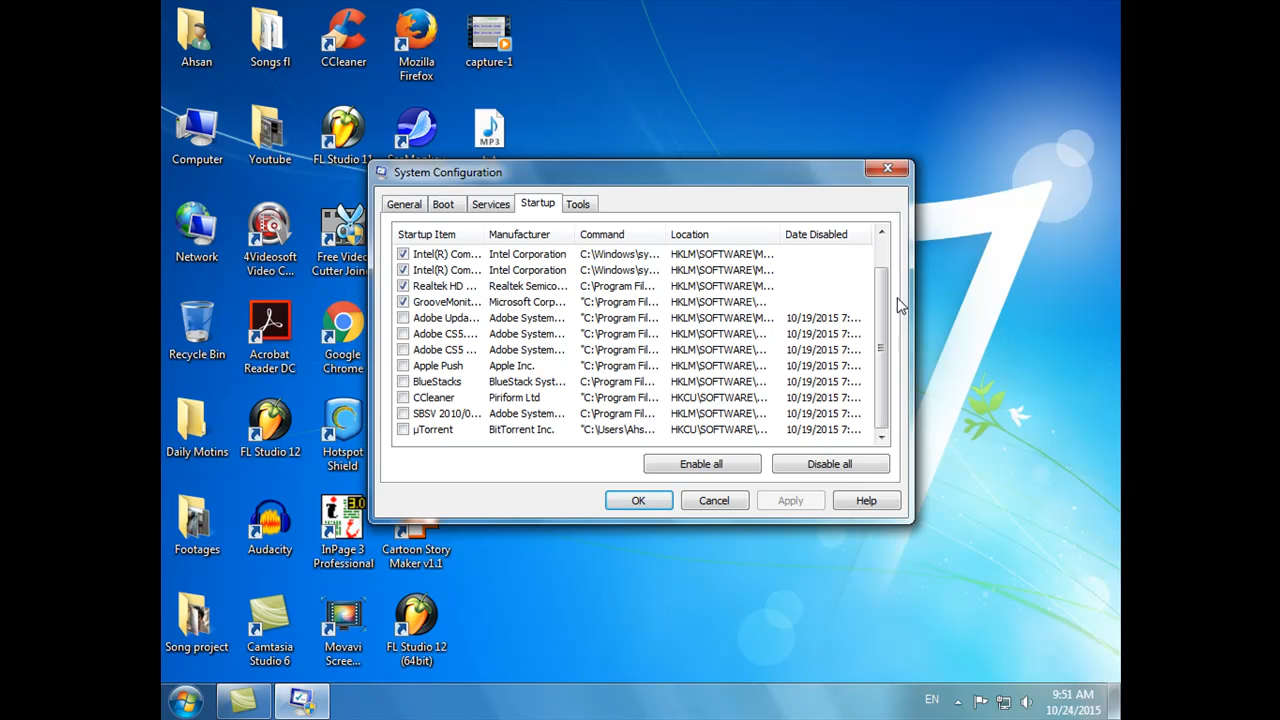 Ahsan
Songs fl
CCleaner
Mozilla
Firefox
capture-1
Computer
Youtube
FL Studio 11
MP3
Network
4Videosoft
Video C...
Free Video
Cutter Join
Recycle Bin
Acrobat
Reader DC
Google
Chrome
Daily Motins
FL Studio 12
Hotspot
Shield
Footages
Audacity
3.0
InPage 3
Professional
Cartoon Story
Maker v1.1
Song project
Camtasia
Studio 6
Movavi
Scree...
FL Studio 12
(64bit)
System Configuration
General Boot Services Startup Tools
Startup Item Manufacturer Command Location Date Disabled
Intel(R) Com... Intel Corporation C:\Windows\sy... HKLM\SOFTWARE\M...
Intel(R) Com... Intel Corporation C:\Windows\sy... HKLM\SOFTWARE\M...
Realtek HD ... Realtek Semico... C:\Program Fil... HKLM\SOFTWARE\M...
GrooveMonit... Microsoft Corp... "C:\Program Fil... HKLM\SOFTWARE\...
Adobe Upda... Adobe System... "C:\Program Fil... HKLM\SOFTWARE\M... 10/19/2015 7:...
Adobe CS5.... Adobe System... "C:\Program Fil... HKLM\SOFTWARE\... 10/19/2015 7:...
Adobe CS5 ... Adobe System... "C:\Program Fil... HKLM\SOFTWARE\... 10/19/2015 7:...
Apple Push Apple Inc. "C:\Program Fil... HKLM\SOFTWARE\... 10/19/2015 7:...
BlueStacks BlueStack Syst... C:\Program Fil... HKLM\SOFTWARE\... 10/19/2015 7:...
CCleaner Piriform Ltd "C:\Program Fil... HKCU\SOFTWARE\... 10/19/2015 7:...
SBSV 2010/0... Adobe System... C:\Program Fil... HKLM\SOFTWARE\... 10/19/2015 7:...
µTorrent BitTorrent Inc. "C:\Users\Ahs... HKCU\SOFTWARE\... 10/19/2015 7:...
Enable all Disable all
OK Cancel Apply Help
EN
9:51 AM
10/24/2015